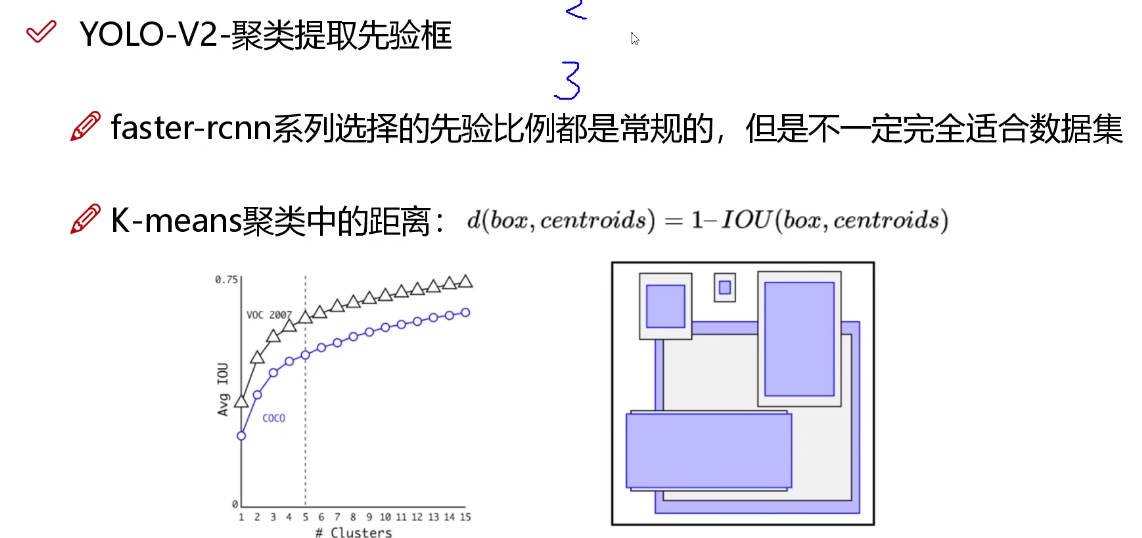 YOLO-V2-聚类提取先验框
3
faster-rcnn系列选择的先验比例都是常规的，但是不一定完全适合数据集
K-means聚类中的距离： d(box, centroids) = 1–IOU(box, centroids)
0.75
VOC 2007
Avg IOU
COCO
0
1 2 3 4 5 6 7 8 9 10 11 12 13 14 15
# Clusters